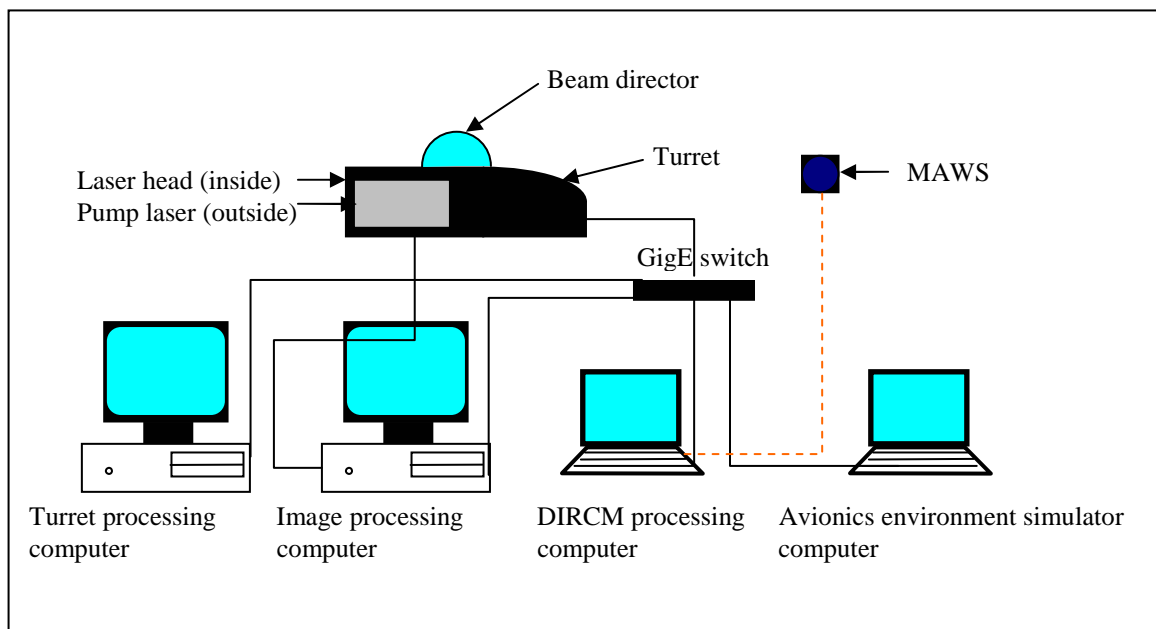 Beam director
Turret
MAWS
Laser head (inside)
Pump laser (outside)
GigE switch
Turret processing
computer
Image processing
computer
DIRCM processing
computer
Avionics environment simulator
computer